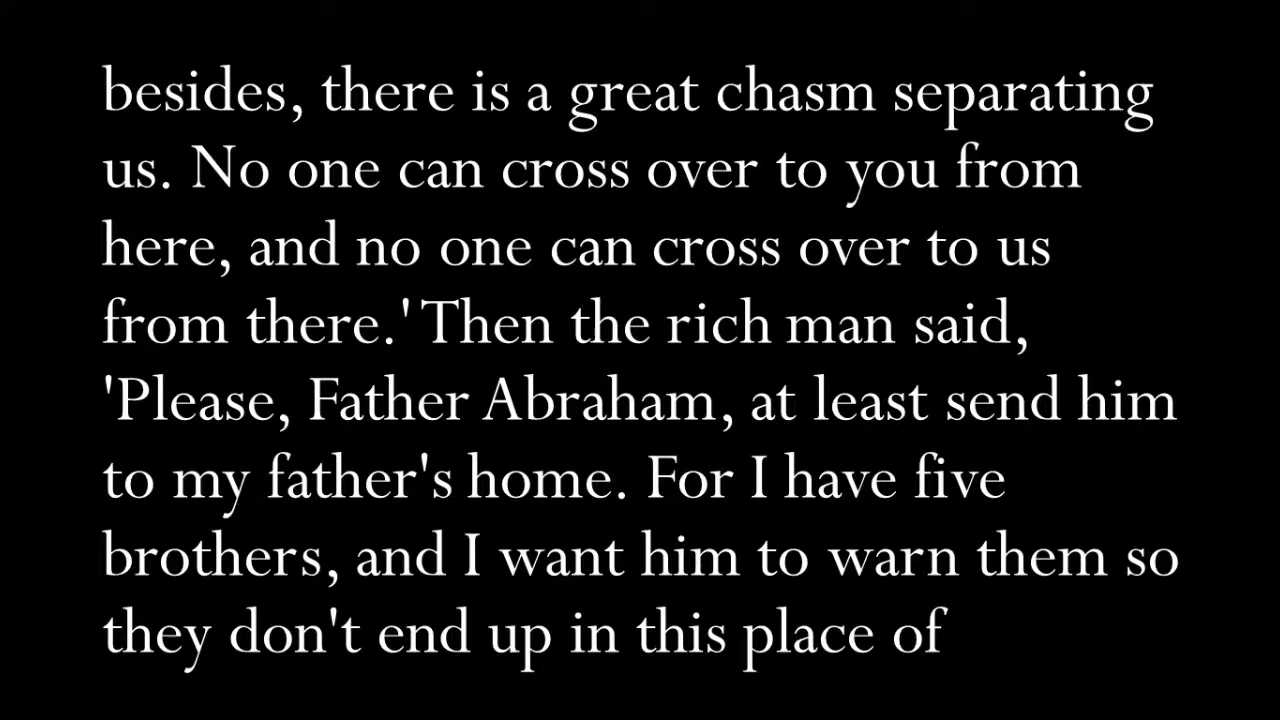 besides, there is a great chasm separating
us. No one can cross over to you from
here, and no one can cross over to us
from there.' Then the rich man said,
'Please, Father Abraham, at least send him
to my father's home. For I have five
brothers, and I want him to warn them so
they don't end up in this place of